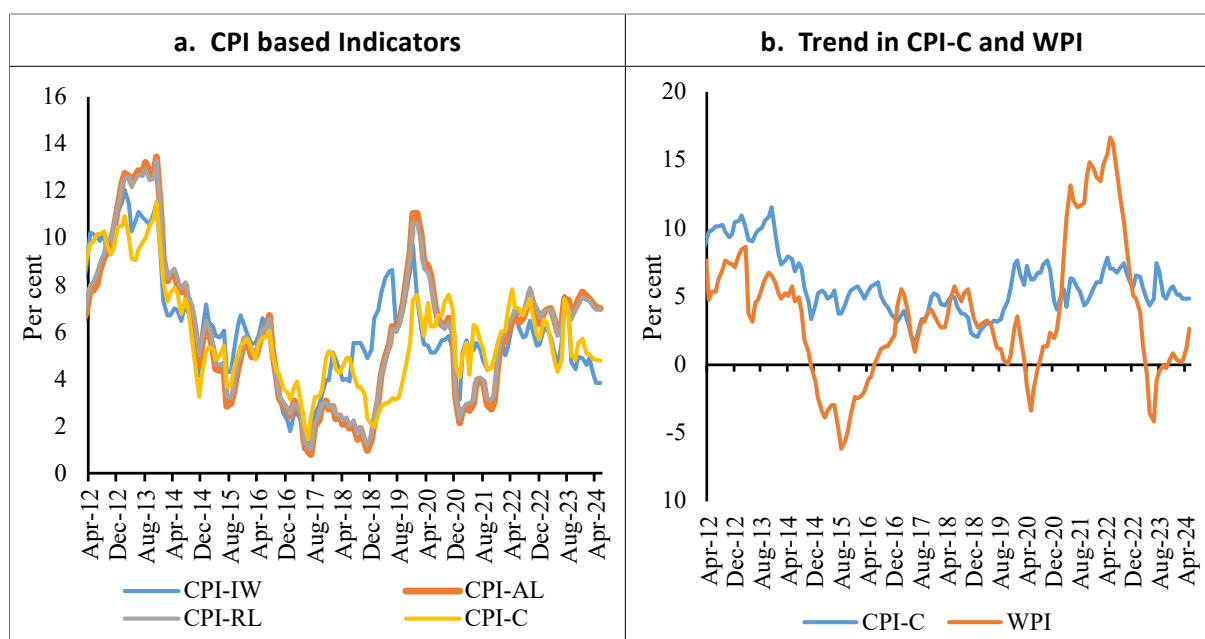 a. CPI based Indicators
Per cent
16
14
12
10
8
6
4
2
0
Apr-12
Dec-12
Aug-13
Apr-14
Dec-14
Aug-15
Apr-16
Dec-16
Aug-17
Apr-18
Dec-18
Aug-19
Apr-20
Dec-20
Aug-21
Apr-22
Dec-22
Aug-23
Apr-24
CPI-IW
CPI-AL
CPI-RL
CPI-C
b. Trend in CPI-C and WPI
Per cent
20
15
10
5
0
-5
10
Apr-12
Dec-12
Aug-13
Apr-14
Dec-14
Aug-15
Apr-16
Dec-16
Aug-17
Apr-18
Dec-18
Aug-19
Apr-20
Dec-20
Aug-21
Apr-22
Dec-22
Aug-23
Apr-24
CPI-C
WPI